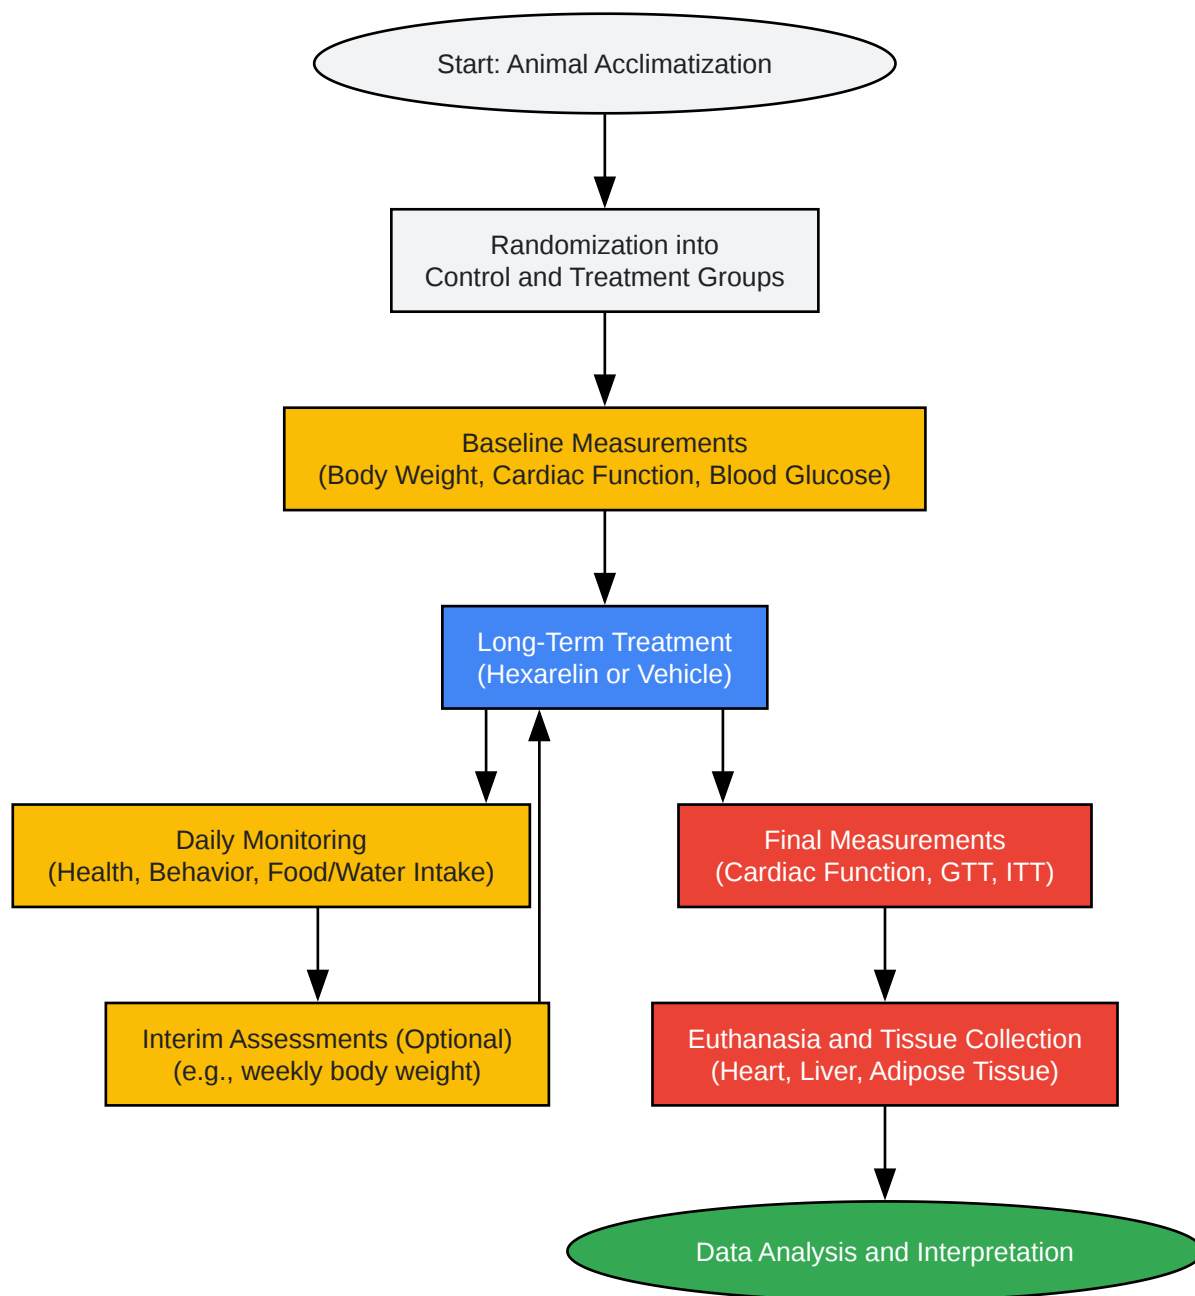 Start: Animal Acclimatization
Randomization into
Control and Treatment Groups
Baseline Measurements
(Body Weight, Cardiac Function, Blood Glucose)
Long-Term Treatment
(Hexarelin or Vehicle)
Daily Monitoring
(Health, Behavior, Food/Water Intake)
Final Measurements
(Cardiac Function, GTT, ITT)
Interim Assessments (Optional)
(e.g., weekly body weight)
Euthanasia and Tissue Collection
(Heart, Liver, Adipose Tissue)
Data Analysis and Interpretation